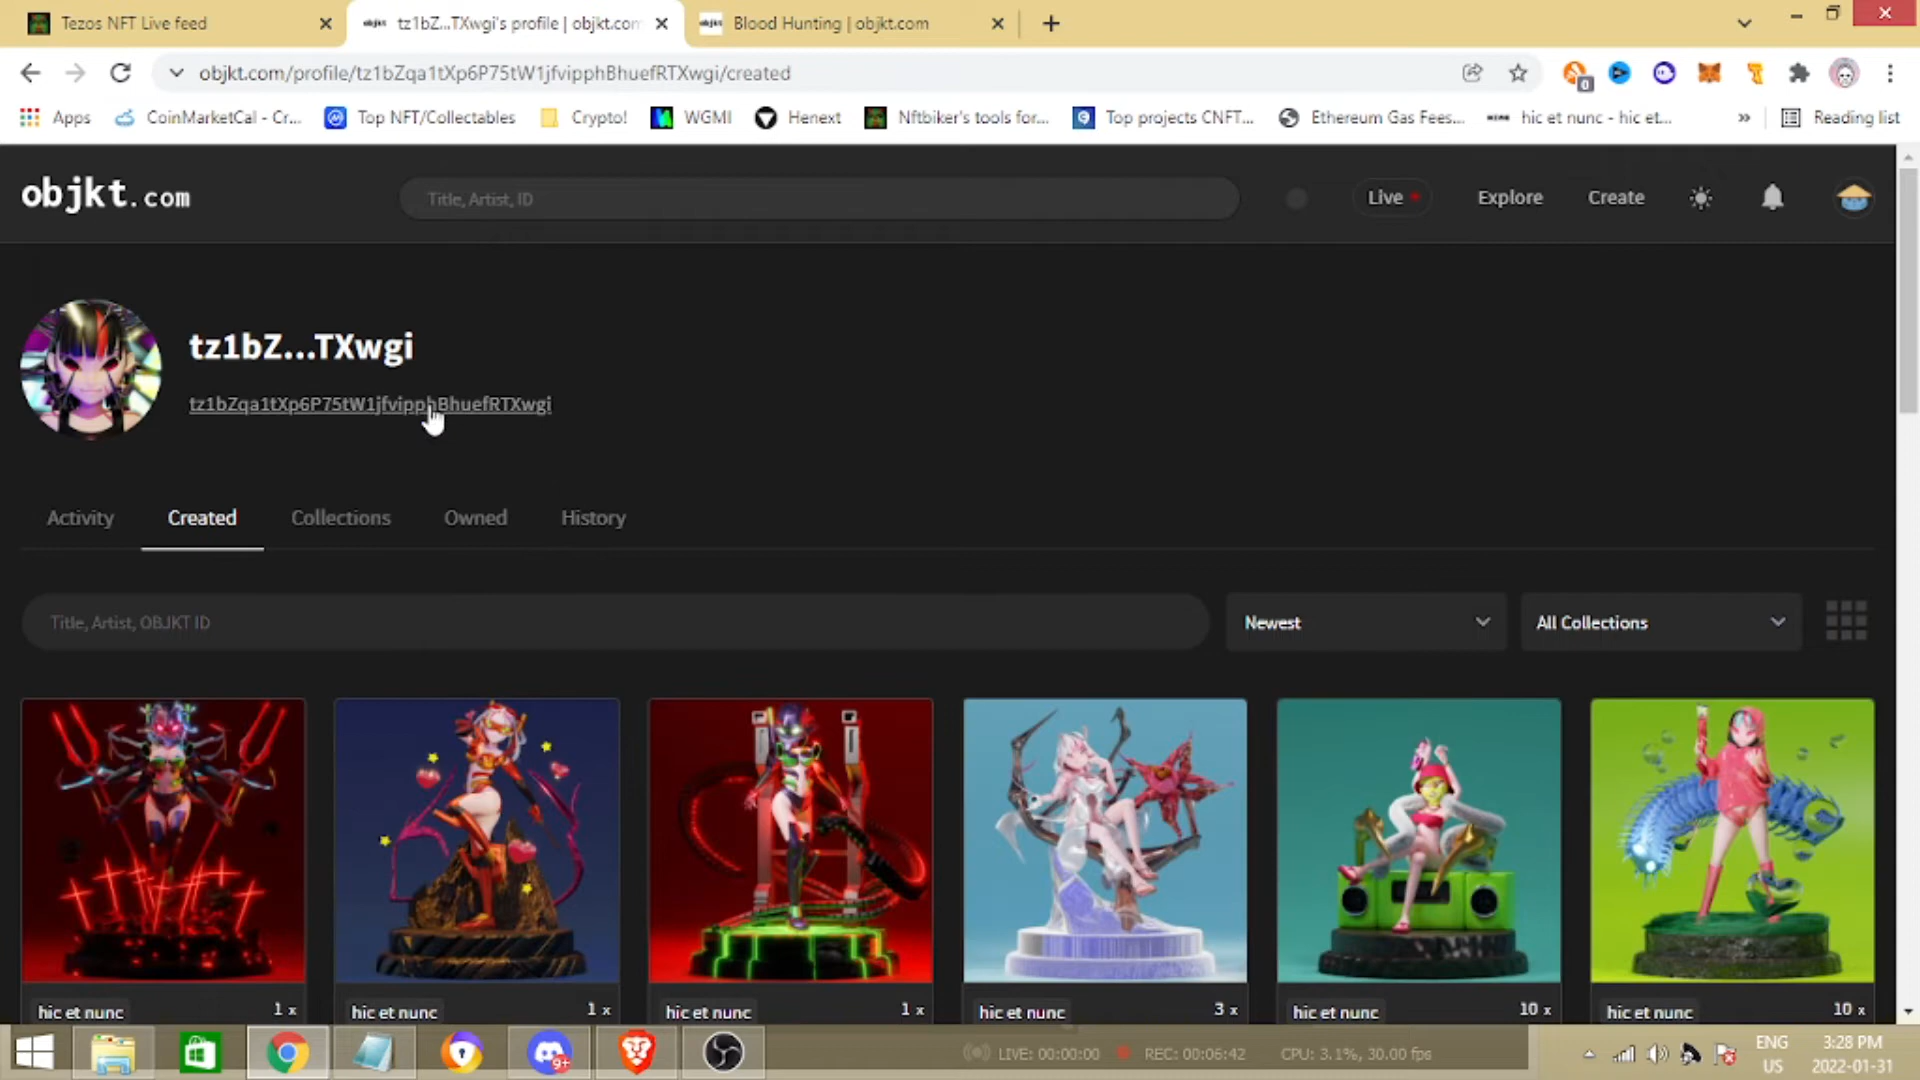 Tezos NFT Live feed
tz1bZ...TXwgi's profile | objkt.com
Blood Hunting | objkt.com
objkt.com/profile/tz1bZqa1tXp6P75tW1jfvipphBhuefRTXwgi/created
0
Apps
CoinMarketCal - Cr...
Top NFT/Collectables
Crypto!
WGMI
Henext
Nftbiker's tools for...
Top projects CNFT...
Ethereum Gas Fees...
hic et nunc - hic et...
»
Reading list
objkt.com
Title, Artist, ID
Live
Explore
Create
tz1bZ...TXwgi
tz1bZqa1tXp6P75tW1jfvipphBhuefRTXwgi
Activity
Created
Collections
Owned
History
Title, Artist, OBJKT ID
Newest
All Collections
hic et nunc 1 x
hic et nunc 1 x
hic et nunc 1 x
hic et nunc 3 x
hic et nunc 10 x
hic et nunc 10 x
9+
LIVE: 00:00:00
REC: 00:06:42
CPU: 3.1%, 30.00 fps
ENG
US
3:28 PM
2022-01-31